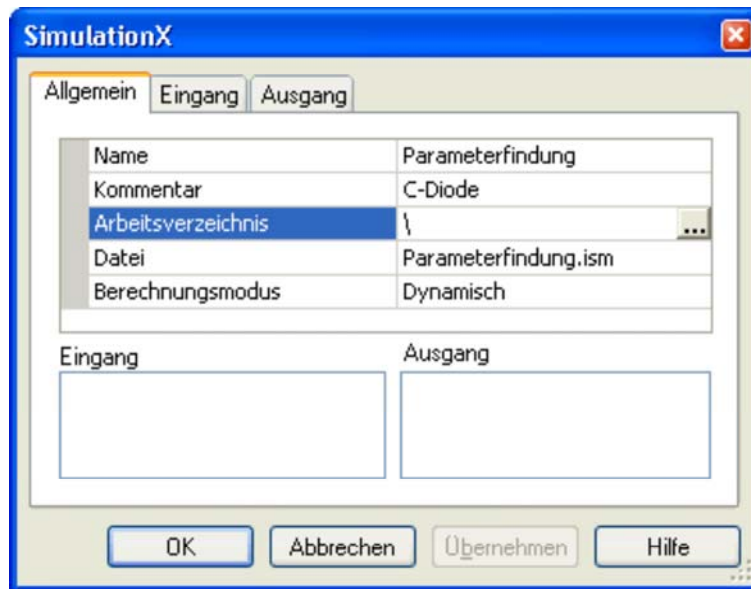 SimulationX
Allgemein Eingang Ausgang
Name Parameterfindung
Kommentar C-Diode
Arbeitsverzeichnis \ ...
Datei Parameterfindung.ism
Berechnungsmodus Dynamisch
Eingang Ausgang
OK Abbrechen Übernehmen Hilfe